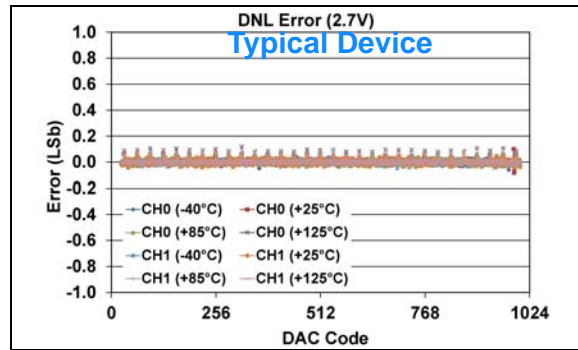 DNL Error (2.7V)
Typical Device
1.0
0.8
0.6
0.4
0.2
0.0
-0.2
-0.4
-0.6
-0.8
-1.0
Error (LSb)
CH0 (-40°C) CH0 (+25°C)
CH0 (+85°C) CH0 (+125°C)
CH1 (-40°C) CH1 (+25°C)
CH1 (+85°C) CH1 (+125°C)
0 256 512 768 1024
DAC Code